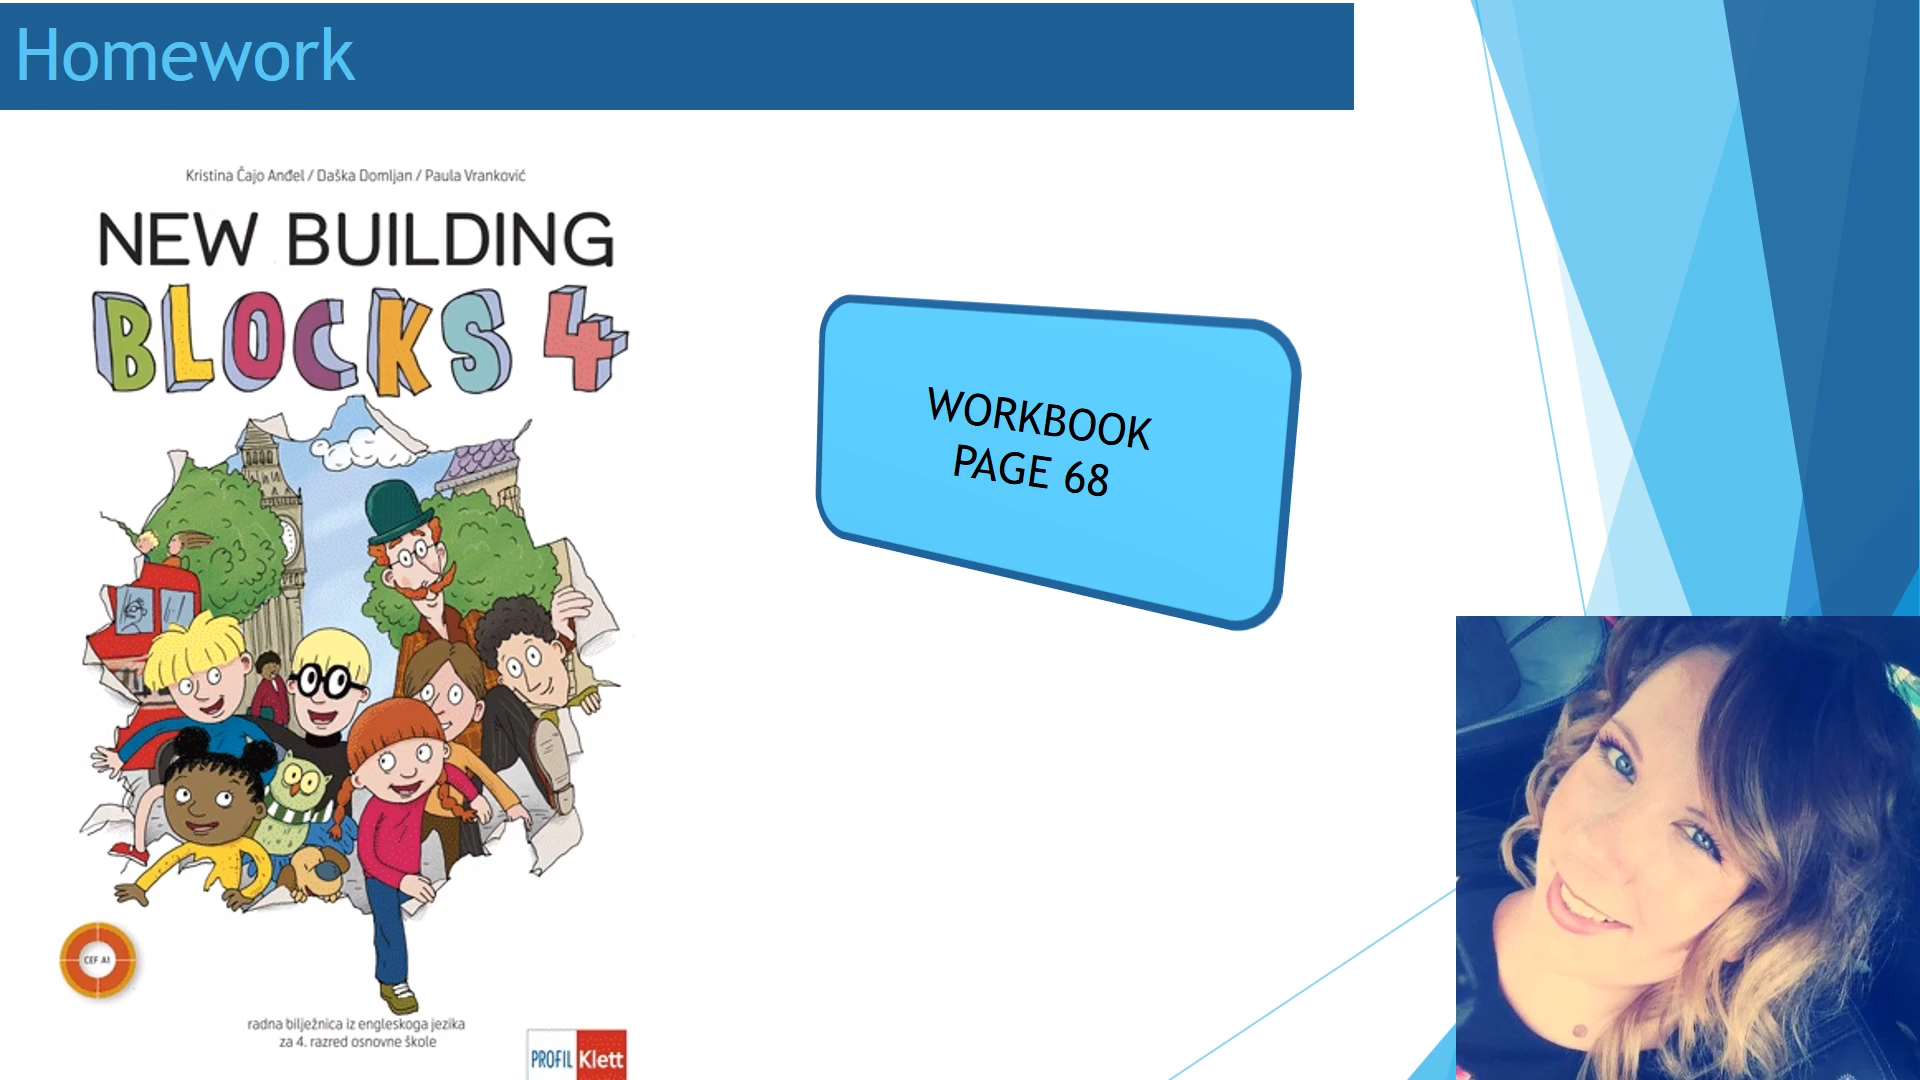 Homework
Kristina Čajo Anđel / Daška Domljan / Paula Vranković
NEW BUILDING
BLOCKS 4
WORKBOOK
PAGE 68
CEF A1
radna bilježnica iz engleskoga jezika
za 4. razred osnovne škole
PROFIL Klett